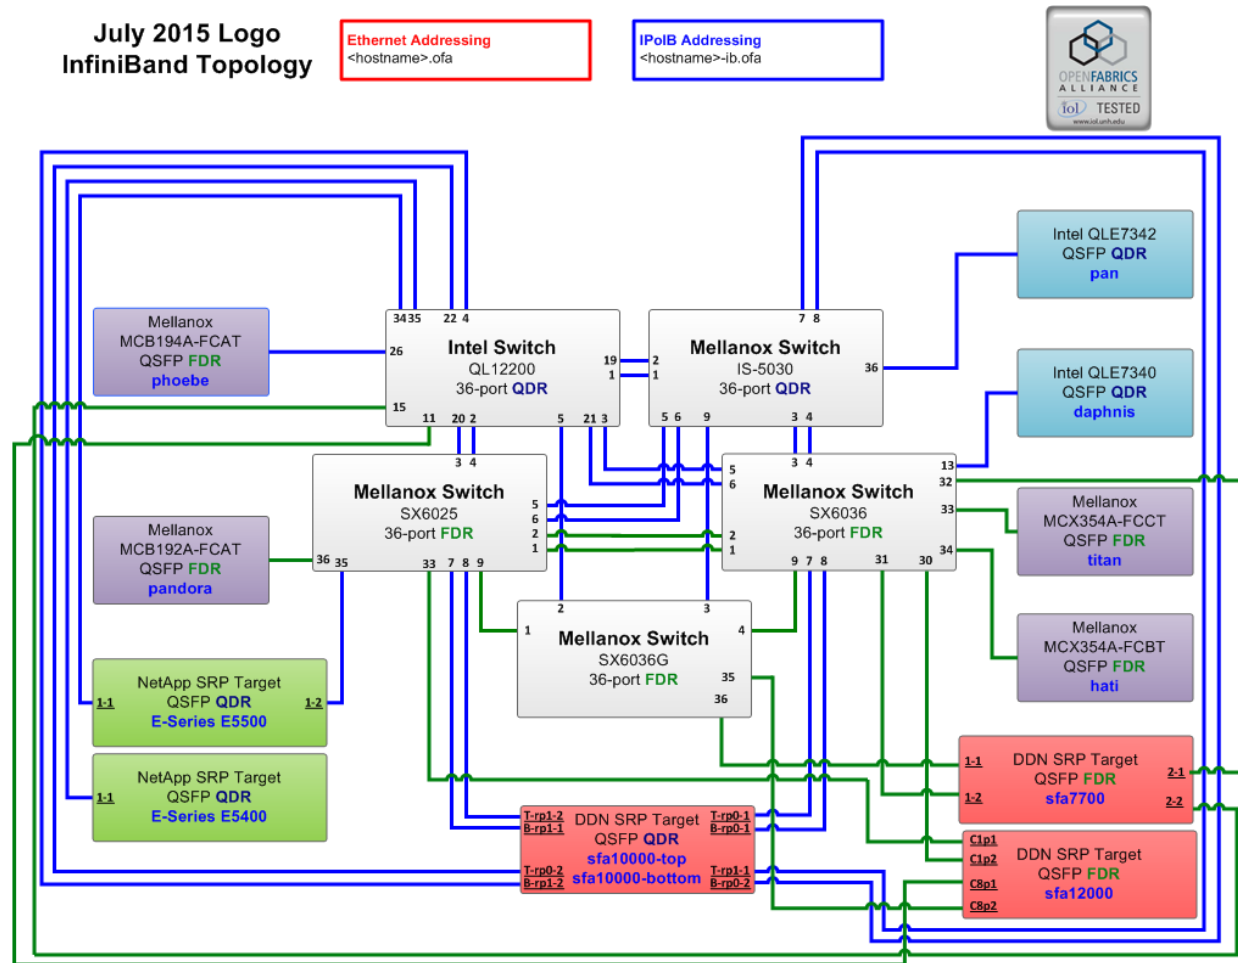 July 2015 Logo
InfiniBand Topology
Ethernet Addressing
<hostname>.ofa
IPoIB Addressing
<hostname>-ib.ofa
OPENFABRICS
ALLIANCE
iol TESTED
www.iol.unh.edu
Intel QLE7342
QSFP QDR
pan
34 35 22 4
Intel Switch
QL12200
36-port QDR
26
15
11 20 2 5 21 3
19
1
7 8
Mellanox Switch
IS-5030
36-port QDR
2
1
36
5 6 9 3 4
Mellanox
MCB194A-FCAT
QSFP FDR
phoebe
Intel QLE7340
QSFP QDR
daphnis
3 4
Mellanox Switch
SX6025
36-port FDR
5
6
2
1
36 35 33 7 8 9
3 4
Mellanox Switch
SX6036
36-port FDR
5
6
2
1
13
32
33
34
9 7 8 31 30
Mellanox
MCX354A-FCCT
QSFP FDR
titan
Mellanox
MCB192A-FCAT
QSFP FDR
pandora
2 3
Mellanox Switch
SX6036G
36-port FDR
1
4
35
36
Mellanox
MCX354A-FCBT
QSFP FDR
hati
NetApp SRP Target
QSFP QDR
E-Series E5500
1-1
1-2
NetApp SRP Target
QSFP QDR
E-Series E5400
1-1
DDN SRP Target
QSFP FDR
sfa7700
1-1
1-2
2-1
2-2
DDN SRP Target
QSFP QDR
sfa10000-top
sfa10000-bottom
T-rp1-2
B-rp1-1
T-rp0-2
B-rp1-2
T-rp0-1
B-rp0-1
T-rp1-1
B-rp0-2
DDN SRP Target
QSFP FDR
sfa12000
C1p1
C1p2
C8p1
C8p2